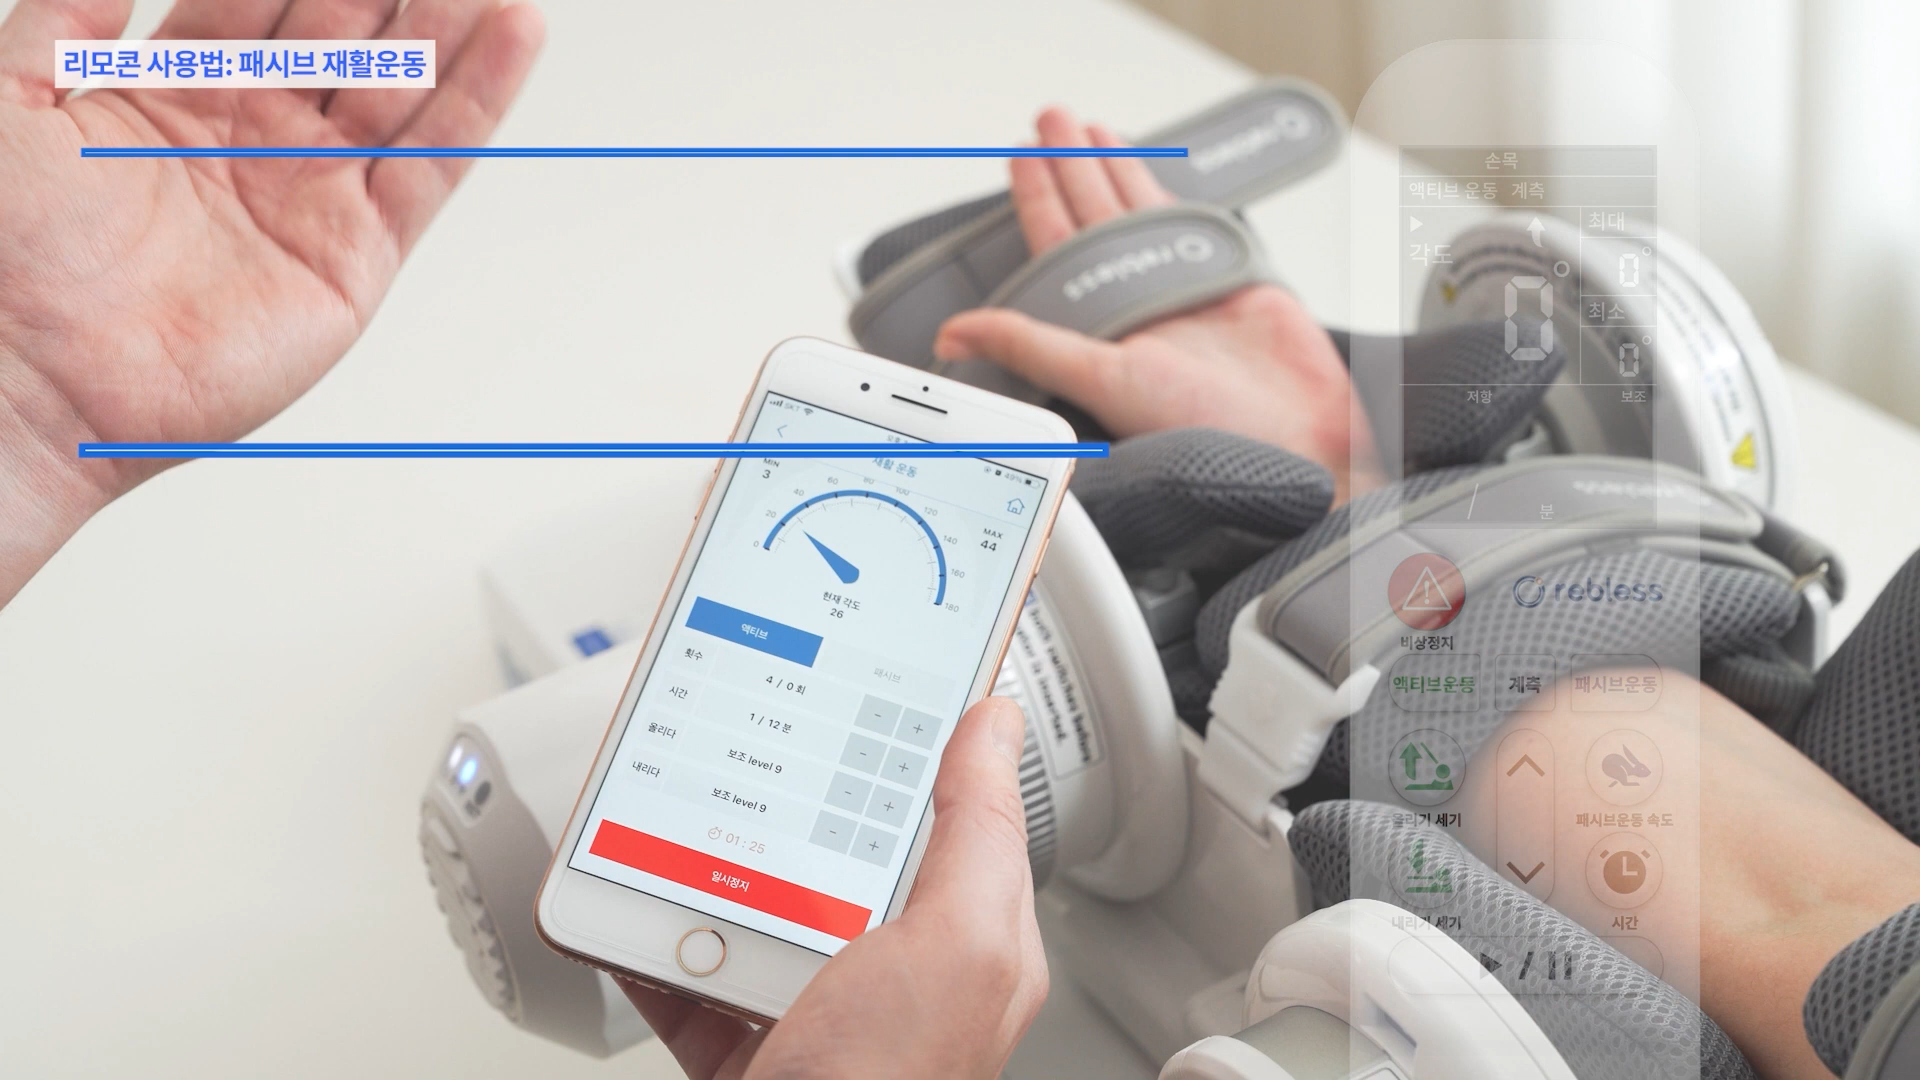 리모콘 사용법: 패시브 재활운동
rebless
손목
액티브 운동 계측
최대
각도
0°
0°
최소
0°
저항 보조
/ 분
rebless
비상정지
액티브운동 계측 패시브운동
올리기 세기
패시브운동 속도
내리기 세기
시간
SKT
49%
재활 운동
MIN
3
MAX
44
0 20 40 60 80 100 120 140 160 180
현재 각도
26
액티브
패시브
횟수
4 / 0 회
- +
시간
1 / 12 분
- +
올리다
보조 level 9
- +
내리다
보조 level 9
- +
01:25
일시정지